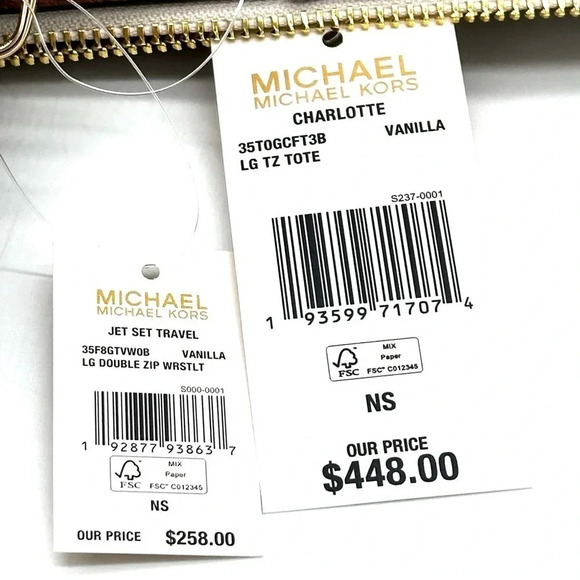 MICHAEL
MICHAEL KORS
CHARLOTTE
35T0GCFT3B VANILLA
LG TZ TOTE
S237-0001
1 93599 71707 4
FSC
MIX
Paper
FSC® C012345
NS
OUR PRICE
$448.00
MICHAEL
MICHAEL KORS
JET SET TRAVEL
35F8GTVW0B VANILLA
LG DOUBLE ZIP WRSTLT
S000-0001
1 92877 93863 7
FSC
MIX
Paper
FSC® C012345
NS
OUR PRICE $258.00